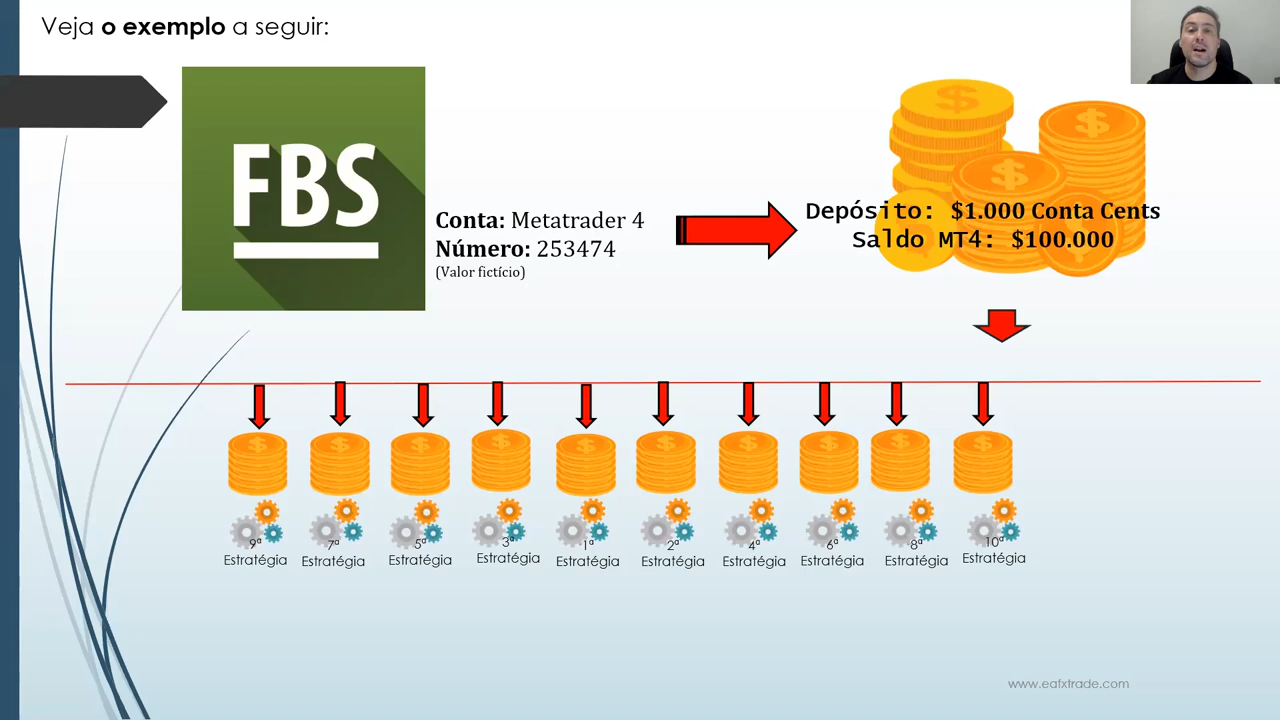 Veja o exemplo a seguir:
FBS
Conta: Metatrader 4
Número: 253474
(Valor fictício)
Depósito: $1.000 Conta Cents
Saldo MT4: $100.000
9ª
Estratégia
7ª
Estratégia
5ª
Estratégia
3ª
Estratégia
1ª
Estratégia
2ª
Estratégia
4ª
Estratégia
6ª
Estratégia
8ª
Estratégia
10ª
Estratégia
www.eafxtrade.com